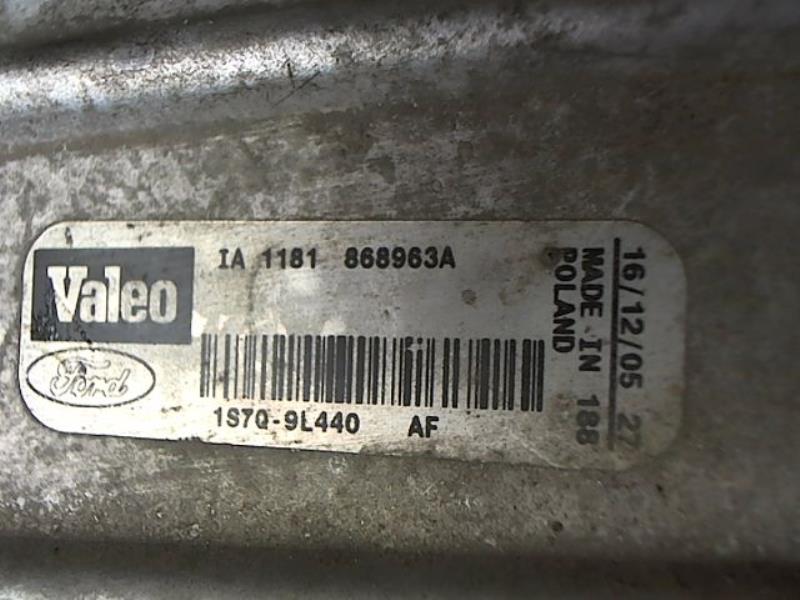 Valeo
IA 1181 868963A
Ford
1S7Q-9L440 AF
MADE IN 188
POLAND
16/12/05 27